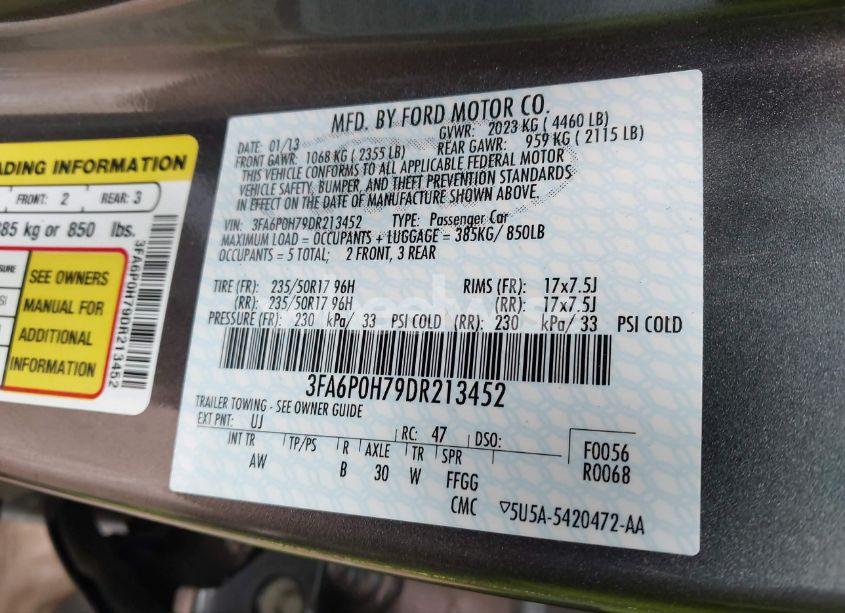 ADING INFORMATION
FRONT: 2 REAR: 3
385 kg or 850 lbs.
SEE OWNERS
MANUAL FOR
ADDITIONAL
INFORMATION
3FA6P0H79DR213452
MFD. BY FORD MOTOR CO.
DATE: 01/13 GVWR: 2023 KG ( 4460 LB)
FRONT GAWR: 1068 KG ( 2355 LB) REAR GAWR: 959 KG ( 2115 LB)
THIS VEHICLE CONFORMS TO ALL APPLICABLE FEDERAL MOTOR
VEHICLE SAFETY, BUMPER, AND THEFT PREVENTION STANDARDS
IN EFFECT ON THE DATE OF MANUFACTURE SHOWN ABOVE.
VIN: 3FA6P0H79DR213452 TYPE: Passenger Car
MAXIMUM LOAD = OCCUPANTS + LUGGAGE = 385KG/ 850LB
OCCUPANTS = 5 TOTAL; 2 FRONT, 3 REAR
TIRE (FR): 235/50R17 96H RIMS (FR): 17x7.5J
(RR): 235/50R17 96H (RR): 17x7.5J
PRESSURE (FR): 230 kPa/ 33 PSI COLD (RR): 230 kPa/ 33 PSI COLD
3FA6P0H79DR213452
TRAILER TOWING - SEE OWNER GUIDE
EXT PNT: UJ RC: 47 DSO: F0056
INT TR TP/PS R AXLE TR SPR R0068
AW B 30 W FFGG
CMC ▽5U5A-5420472-AA